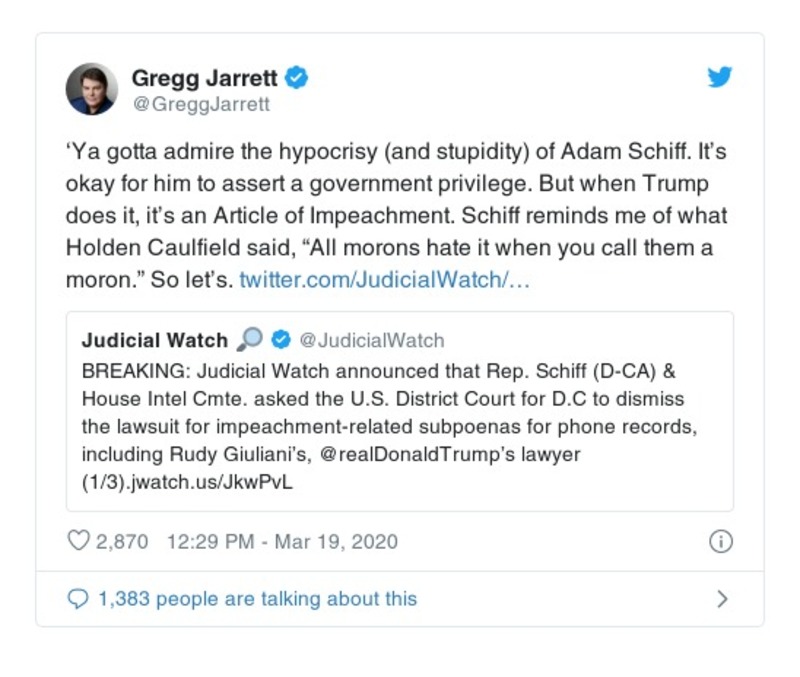 Gregg Jarrett
@GreggJarrett
‘Ya gotta admire the hypocrisy (and stupidity) of Adam Schiff. It’s
okay for him to assert a government privilege. But when Trump
does it, it’s an Article of Impeachment. Schiff reminds me of what
Holden Caulfield said, “All morons hate it when you call them a
moron.” So let’s. twitter.com/JudicialWatch/…
Judicial Watch 🔎 @JudicialWatch
BREAKING: Judicial Watch announced that Rep. Schiff (D-CA) &
House Intel Cmte. asked the U.S. District Court for D.C to dismiss
the lawsuit for impeachment-related subpoenas for phone records,
including Rudy Giuliani’s, @realDonaldTrump’s lawyer
(1/3).jwatch.us/JkwPvL
2,870 12:29 PM - Mar 19, 2020
1,383 people are talking about this